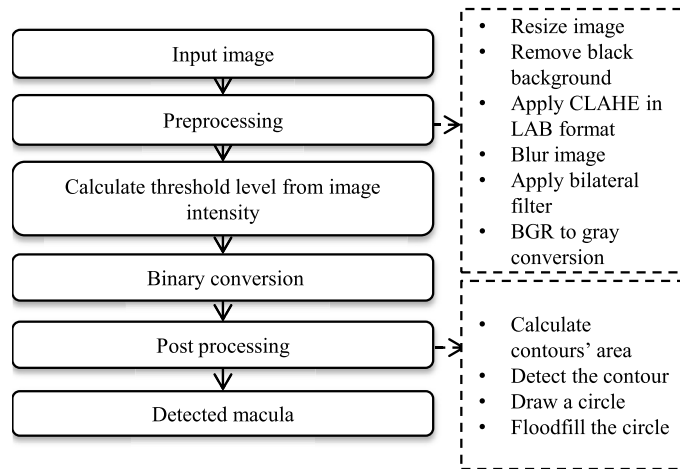 Input image
Preprocessing
Calculate threshold level from image
intensity
Binary conversion
Post processing
Detected macula
• Resize image
• Remove black
background
• Apply CLAHE in
LAB format
• Blur image
• Apply bilateral
filter
• BGR to gray
conversion
• Calculate
contours' area
• Detect the contour
• Draw a circle
• Floodfill the circle